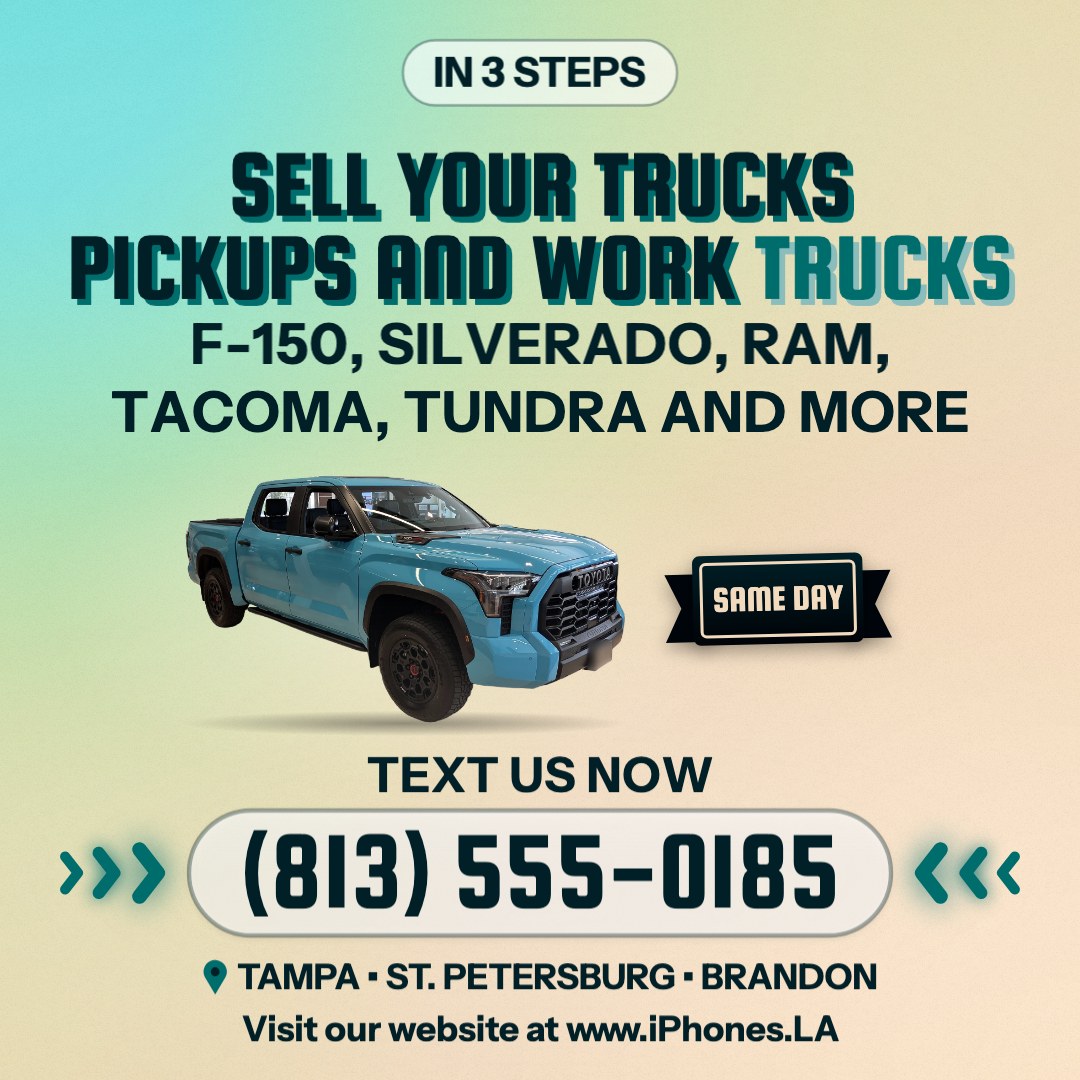 IN 3 STEPS
SELL YOUR TRUCKS
PICKUPS AND WORK TRUCKS
F-150, SILVERADO, RAM,
TACOMA, TUNDRA AND MORE
TOYOTA
SAME DAY
TEXT US NOW
(813) 555-0185
TAMPA ▪ ST. PETERSBURG ▪ BRANDON
Visit our website at www.iPhones.LA